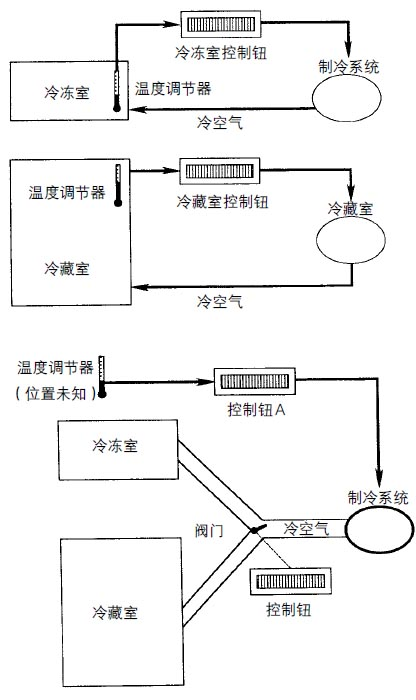 冷冻室控制钮
制冷系统
冷冻室
温度调节器
冷空气
温度调节器
冷藏室控制钮
冷藏室
冷藏室
冷空气
温度调节器
(位置未知)
控制钮A
冷冻室
制冷系统
阀门
冷空气
控制钮
冷藏室